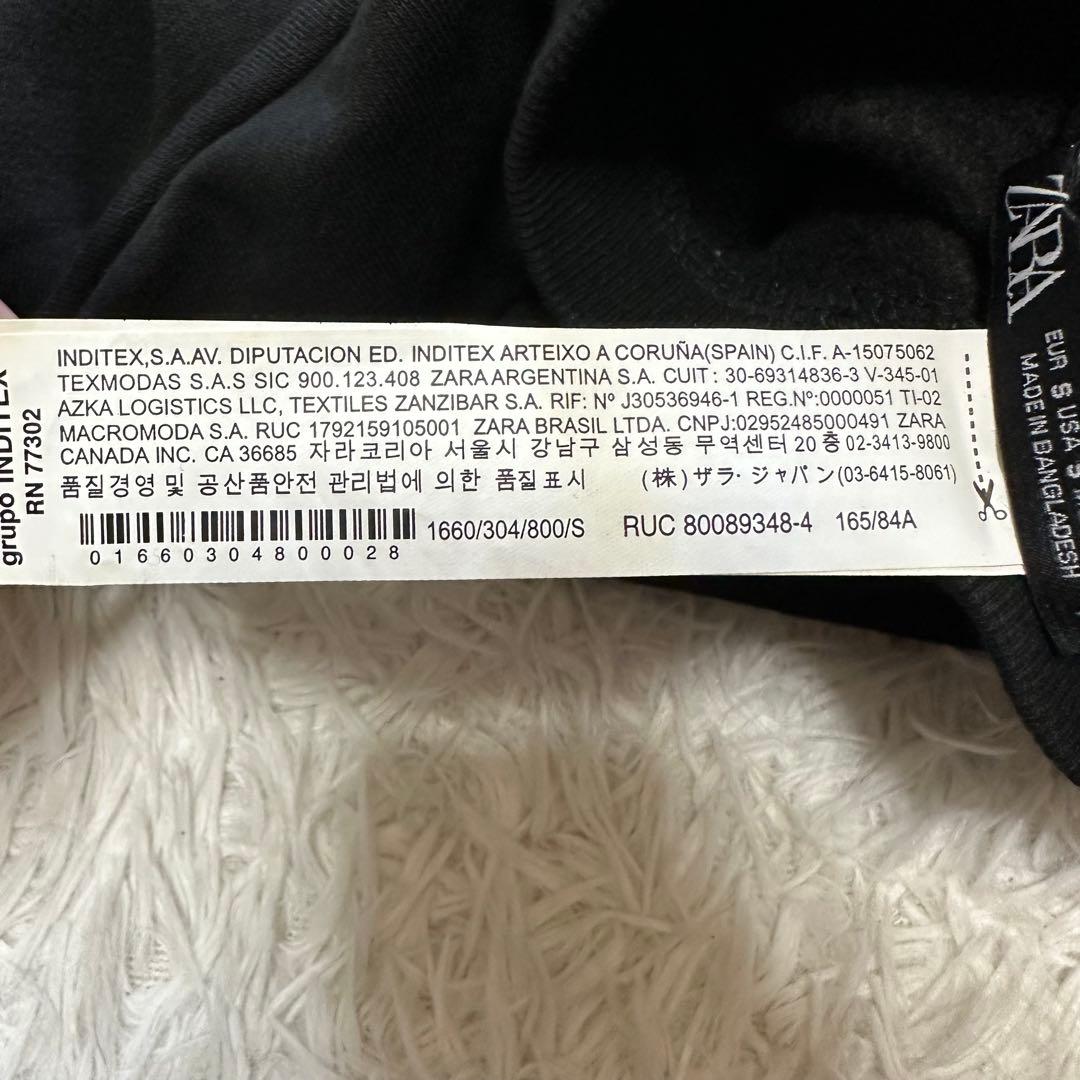 INDITEX,S.A.AV. DIPUTACION ED. INDITEX ARTEIXO A CORUÑA(SPAIN) C.I.F. A-15075062
TEXMODAS S.A.S SIC 900.123.408 ZARA ARGENTINA S.A. CUIT: 30-69314836-3 V-345-01
AZKA LOGISTICS LLC, TEXTILES ZANZIBAR S.A. RIF: Nº J30536946-1 REG.Nº:0000051 TI-02
MACROMODA S.A. RUC 1792159105001 ZARA BRASIL LTDA. CNPJ:02952485000491 ZARA
CANADA INC. CA 36685 자라코리아 서울시 강남구 삼성동 무역센터 20층 02-3413-9800
품질경영 및 공산품안전 관리법에 의한 품질표시 (株)ザラ・ジャパン(03-6415-8061)
1660/304/800/S RUC 80089348-4 165/84A
01660304800028
grupo INDITEX
RN 77302
ZARA
EUR S USA S
MADE IN BANGLADESH